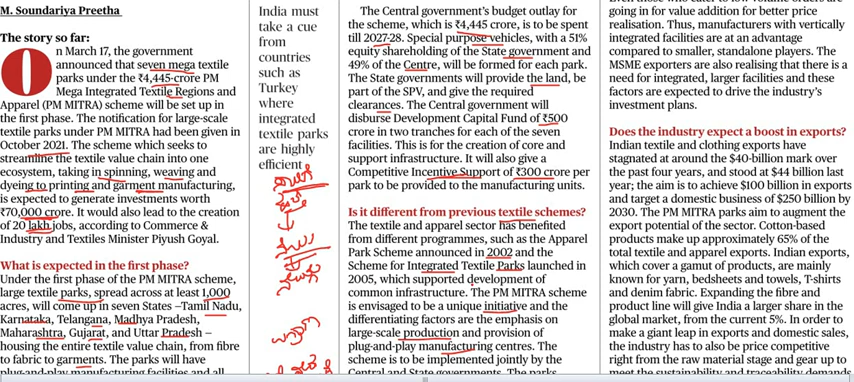 M. Soundariya Preetha
The story so far:
On March 17, the government
announced that seven mega textile
parks under the ₹4,445-crore PM
Mega Integrated Textile Regions and
Apparel (PM MITRA) scheme will be set up in
the first phase. The notification for large-scale
textile parks under PM MITRA had been given in
October 2021. The scheme which seeks to
streamline the textile value chain into one
ecosystem, taking in spinning, weaving and
dyeing to printing and garment manufacturing,
is expected to generate investments worth
₹70,000 crore. It would also lead to the creation
of 20 lakh jobs, according to Commerce &
Industry and Textiles Minister Piyush Goyal.
What is expected in the first phase?
Under the first phase of the PM MITRA scheme,
large textile parks, spread across at least 1,000
acres, will come up in seven States —Tamil Nadu,
Karnataka, Telangana, Madhya Pradesh,
Maharashtra, Gujarat, and Uttar Pradesh —
housing the entire textile value chain, from fibre
to fabric to garments. The parks will have
plug-and-play manufacturing facilities and all
India must
take a cue
from
countries
such as
Turkey
where
integrated
textile parks
are highly
efficient
The Central government's budget outlay for
the scheme, which is ₹4,445 crore, is to be spent
till 2027-28. Special purpose vehicles, with a 51%
equity shareholding of the State government and
49% of the Centre, will be formed for each park.
The State governments will provide the land, be
part of the SPV, and give the required
clearances. The Central government will
disburse Development Capital Fund of ₹500
crore in two tranches for each of the seven
facilities. This is for the creation of core and
support infrastructure. It will also give a
Competitive Incentive Support of ₹300 crore per
park to be provided to the manufacturing units.
Is it different from previous textile schemes?
The textile and apparel sector has benefited
from different programmes, such as the Apparel
Park Scheme announced in 2002 and the
Scheme for Integrated Textile Parks launched in
2005, which supported development of
common infrastructure. The PM MITRA scheme
is envisaged to be a unique initiative and the
differentiating factors are the emphasis on
large-scale production and provision of
plug-and-play manufacturing centres. The
scheme is to be implemented jointly by the
Central and State governments. The parks
going in for value addition for better price
realisation. Thus, manufacturers with vertically
integrated facilities are at an advantage
compared to smaller, standalone players. The
MSME exporters are also realising that there is a
need for integrated, larger facilities and these
factors are expected to drive the industry's
investment plans.
Does the industry expect a boost in exports?
Indian textile and clothing exports have
stagnated at around the $40-billion mark over
the past four years, and stood at $44 billion last
year; the aim is to achieve $100 billion in exports
and target a domestic business of $250 billion by
2030. The PM MITRA parks aim to augment the
export potential of the sector. Cotton-based
products make up approximately 65% of the
total textile and apparel exports. Indian exports,
which cover a gamut of products, are mainly
known for yarn, bedsheets and towels, T-shirts
and denim fabric. Expanding the fibre and
product line will give India a larger share in the
global market, from the current 5%. In order to
make a giant leap in exports and domestic sales,
the industry has to also be price competitive
right from the raw material stage and gear up to
meet the sustainability and traceability demands